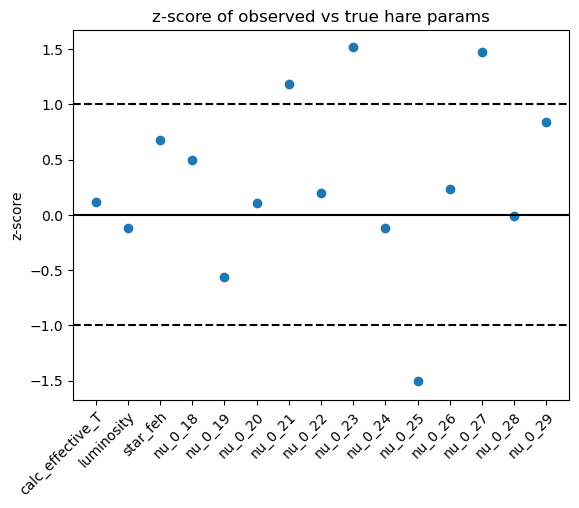 z-score of observed vs true hare params
z-score
1.5
1.0
0.5
0.0
−0.5
−1.0
−1.5
calc_effective_T
luminosity
star_feh
nu_0_18
nu_0_19
nu_0_20
nu_0_21
nu_0_22
nu_0_23
nu_0_24
nu_0_25
nu_0_26
nu_0_27
nu_0_28
nu_0_29